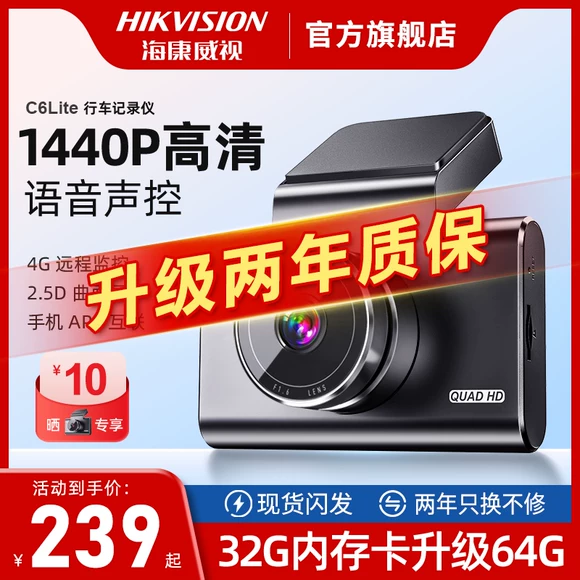 HIKVISION
海康威视
官方旗舰店
C6Lite 行车记录仪
1440P高清
语音声控
4G 远程监控
2.5D 曲
手机 AP 互联
升级两年质保
¥10
晒 专享
F1.6 LENS
QUAD HD
活动到手价:
¥239起
现货闪发
两年只换不修
32G内存卡升级64G